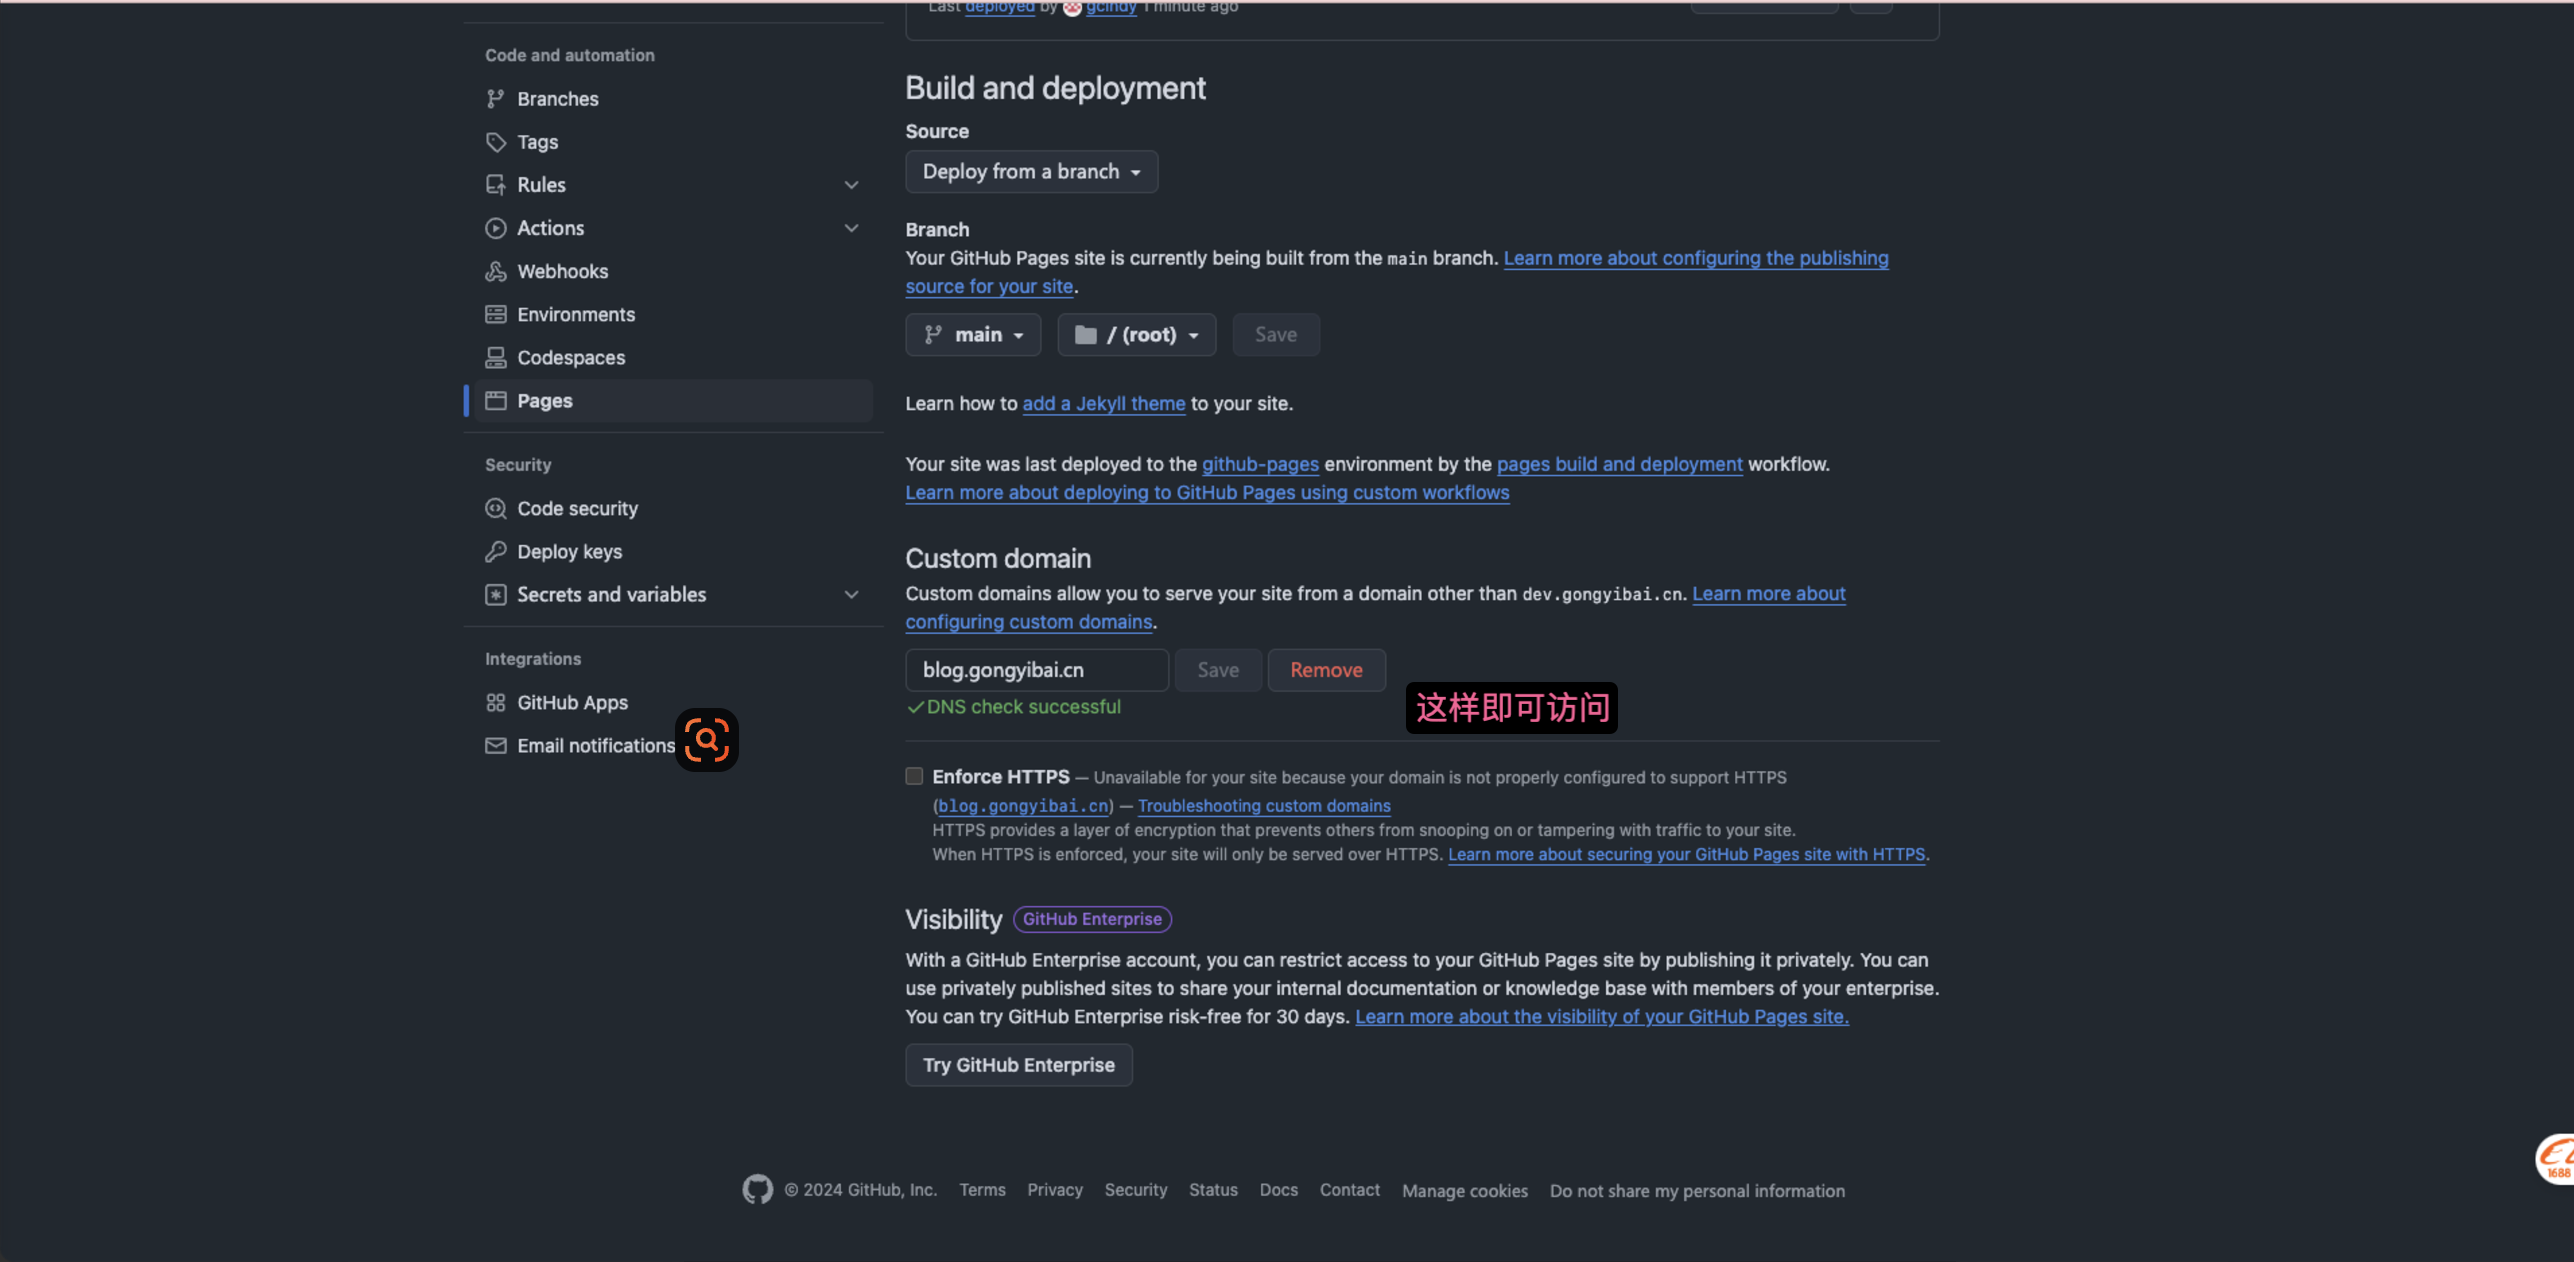 Last deployed by gcindy 1 minute ago
Code and automation
Branches
Tags
Rules
Actions
Webhooks
Environments
Codespaces
Pages
Security
Code security
Deploy keys
Secrets and variables
Integrations
GitHub Apps
Email notifications
Build and deployment
Source
Deploy from a branch
Branch
Your GitHub Pages site is currently being built from the main branch. Learn more about configuring the publishing
source for your site.
main / (root) Save
Learn how to add a Jekyll theme to your site.
Your site was last deployed to the github-pages environment by the pages build and deployment workflow.
Learn more about deploying to GitHub Pages using custom workflows
Custom domain
Custom domains allow you to serve your site from a domain other than dev.gongyibai.cn. Learn more about
configuring custom domains.
blog.gongyibai.cn Save Remove
DNS check successful
这样即可访问
Enforce HTTPS — Unavailable for your site because your domain is not properly configured to support HTTPS
(blog.gongyibai.cn) — Troubleshooting custom domains
HTTPS provides a layer of encryption that prevents others from snooping on or tampering with traffic to your site.
When HTTPS is enforced, your site will only be served over HTTPS. Learn more about securing your GitHub Pages site with HTTPS.
Visibility GitHub Enterprise
With a GitHub Enterprise account, you can restrict access to your GitHub Pages site by publishing it privately. You can
use privately published sites to share your internal documentation or knowledge base with members of your enterprise.
You can try GitHub Enterprise risk-free for 30 days. Learn more about the visibility of your GitHub Pages site.
Try GitHub Enterprise
© 2024 GitHub, Inc. Terms Privacy Security Status Docs Contact Manage cookies Do not share my personal information
1688